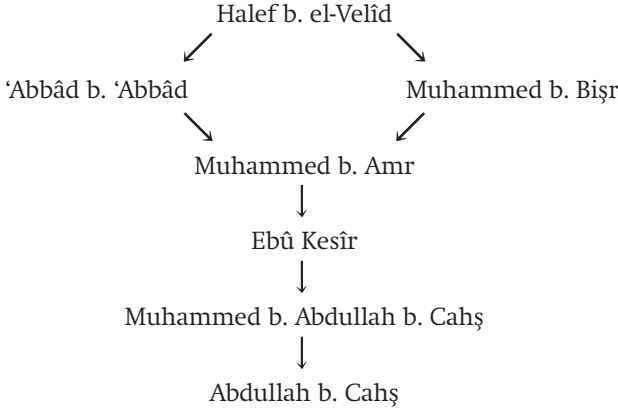 Halef b. el-Velîd
‘Abbâd b. ‘Abbâd
Muhammed b. Bişr
Muhammed b. Amr
Ebû Kesîr
Muhammed b. Abdullah b. Cahş
Abdullah b. Cahş